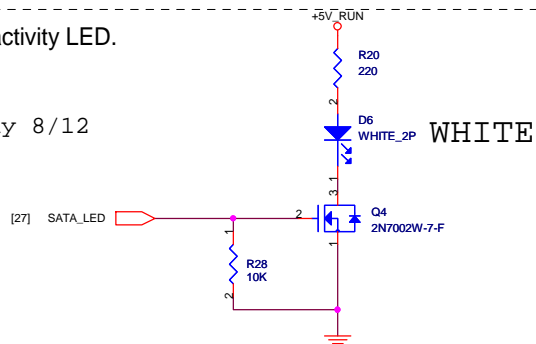 +5V_RUN
activity LED.
R20
220
2
y 8/12
D6
WHITE_2P
WHITE
1
3
[27] SATA_LED
2
Q4
2N7002W-7-F
1
1
R28
10K
2